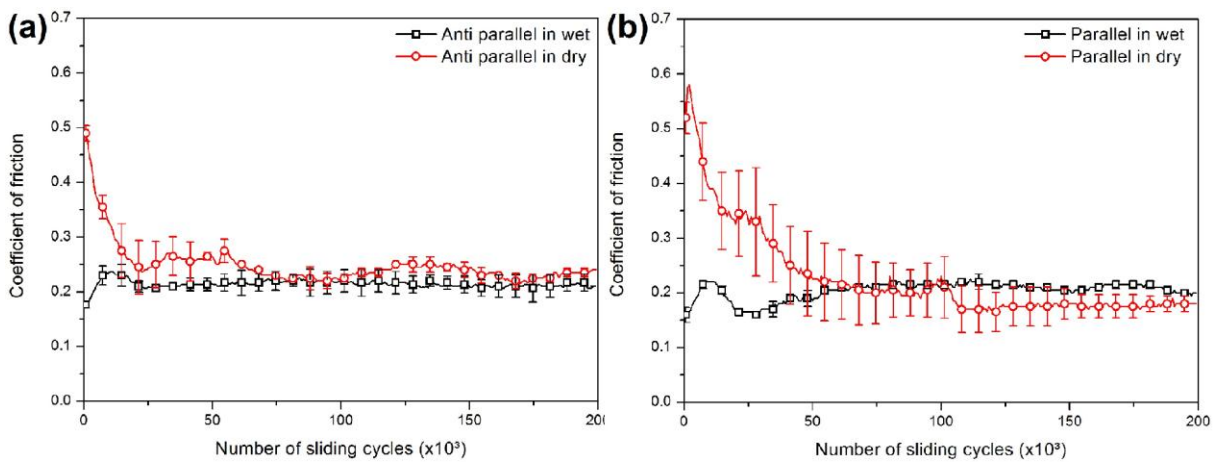 (a)
0.7
0.6
0.5
0.4
0.3
0.2
0.1
0.0
Coefficient of friction
Anti parallel in wet
Anti parallel in dry
0 50 100 150 200
Number of sliding cycles (x10³)
(b)
0.7
0.6
0.5
0.4
0.3
0.2
0.1
0.0
Coefficient of friction
Parallel in wet
Parallel in dry
0 50 100 150 200
Number of sliding cycles (x10³)